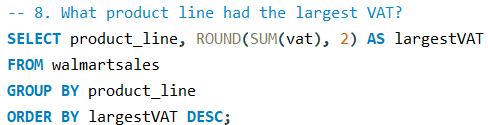 -- 8. What product line had the largest VAT?
SELECT product_line, ROUND(SUM(vat), 2) AS largestVAT
FROM walmartsales
GROUP BY product_line
ORDER BY largestVAT DESC;